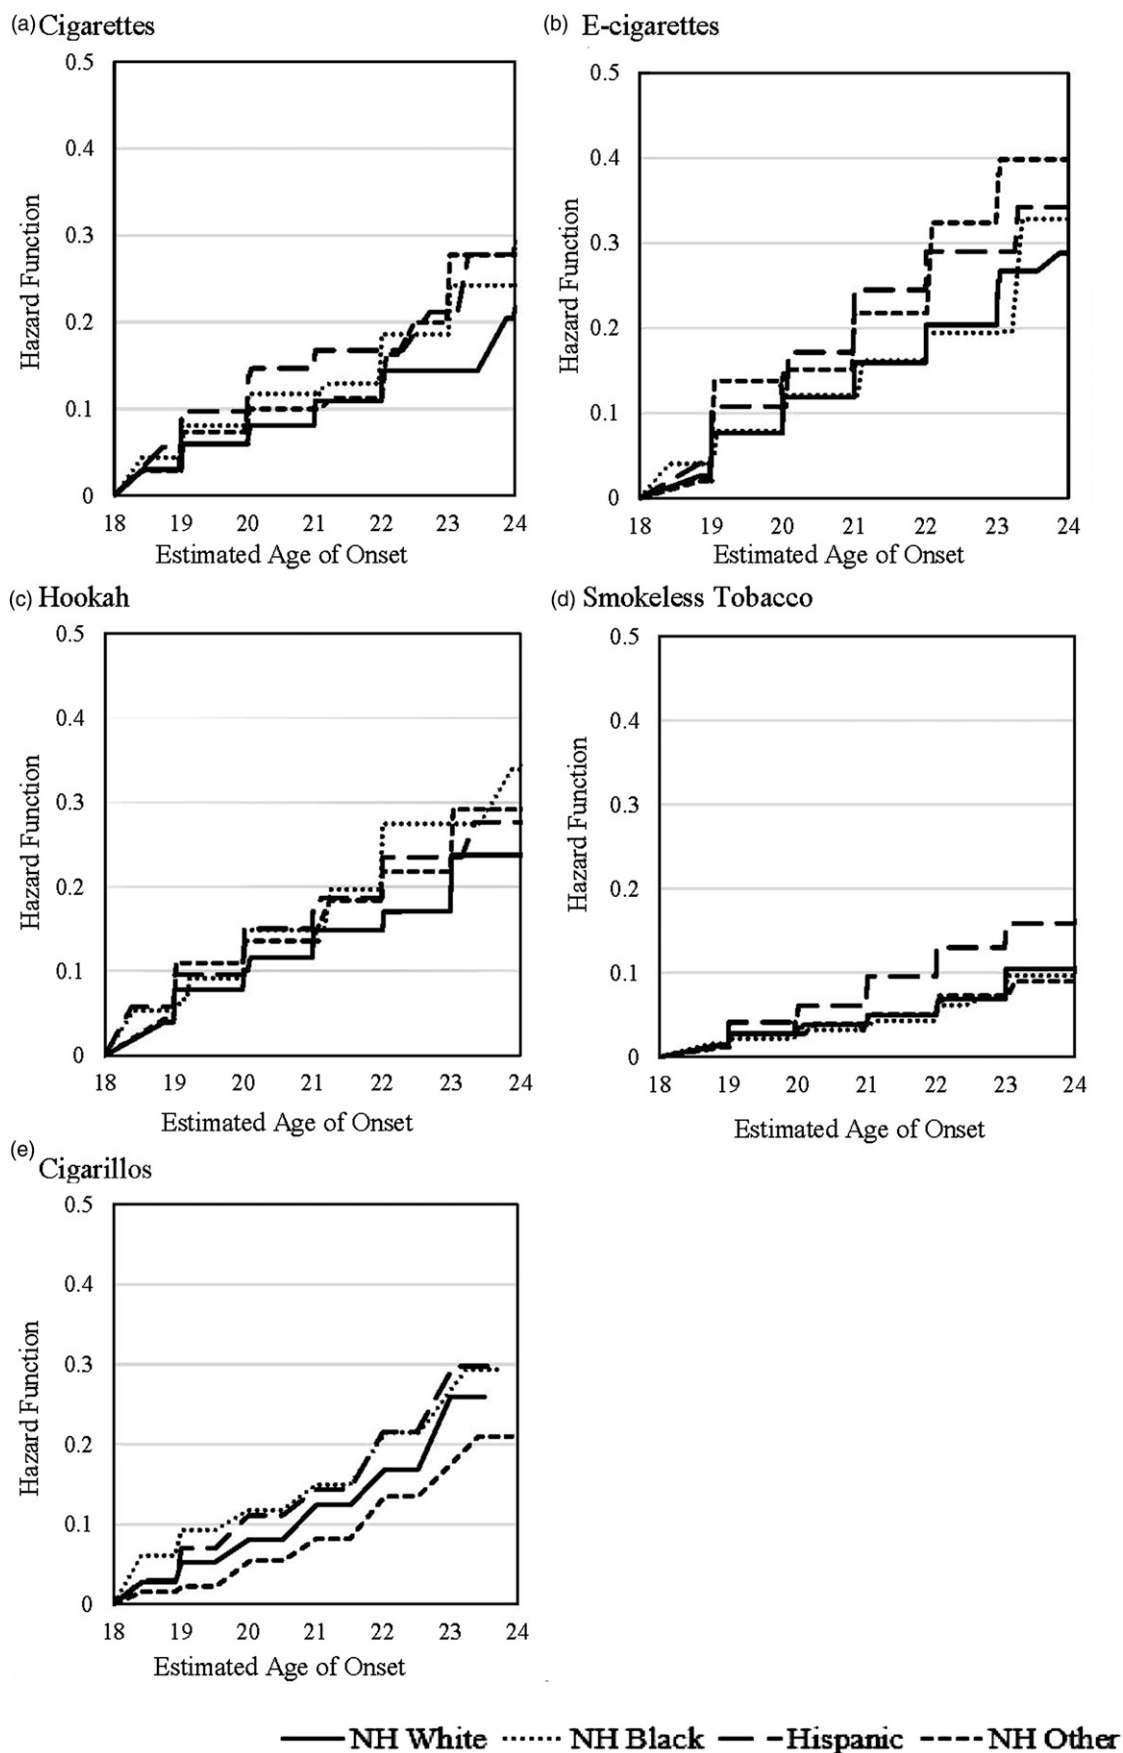 (a) Cigarettes
0.5
0.4
0.3
0.2
0.1
0
Hazard Function
18 19 20 21 22 23 24
Estimated Age of Onset
(b) E-cigarettes
0.5
0.4
0.3
0.2
0.1
0
Hazard Function
18 19 20 21 22 23 24
Estimated Age of Onset
(c) Hookah
0.5
0.4
0.3
0.2
0.1
0
Hazard Function
18 19 20 21 22 23 24
Estimated Age of Onset
(d) Smokeless Tobacco
0.5
0.4
0.3
0.2
0.1
0
Hazard Function
18 19 20 21 22 23 24
Estimated Age of Onset
(e) Cigarillos
0.5
0.4
0.3
0.2
0.1
0
Hazard Function
18 19 20 21 22 23 24
Estimated Age of Onset
NH White NH Black Hispanic NH Other